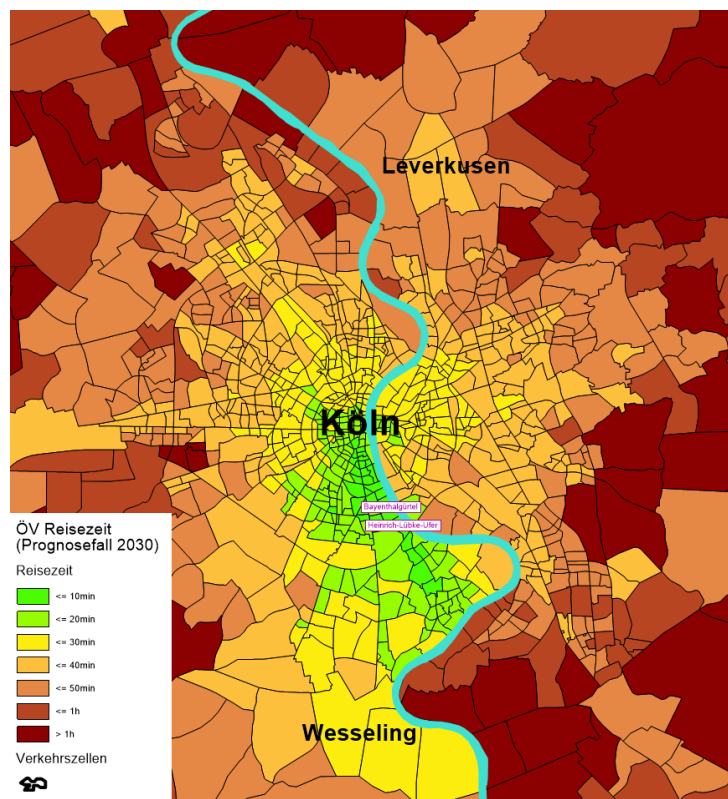 Leverkusen
Köln
Bayenthalgürtel
Heinrich-Lübke-Ufer
ÖV Reisezeit
(Prognosefall 2030)
Reisezeit
<= 10min
<= 20min
<= 30min
<= 40min
<= 50min
<= 1h
> 1h
Verkehrszellen
Wesseling